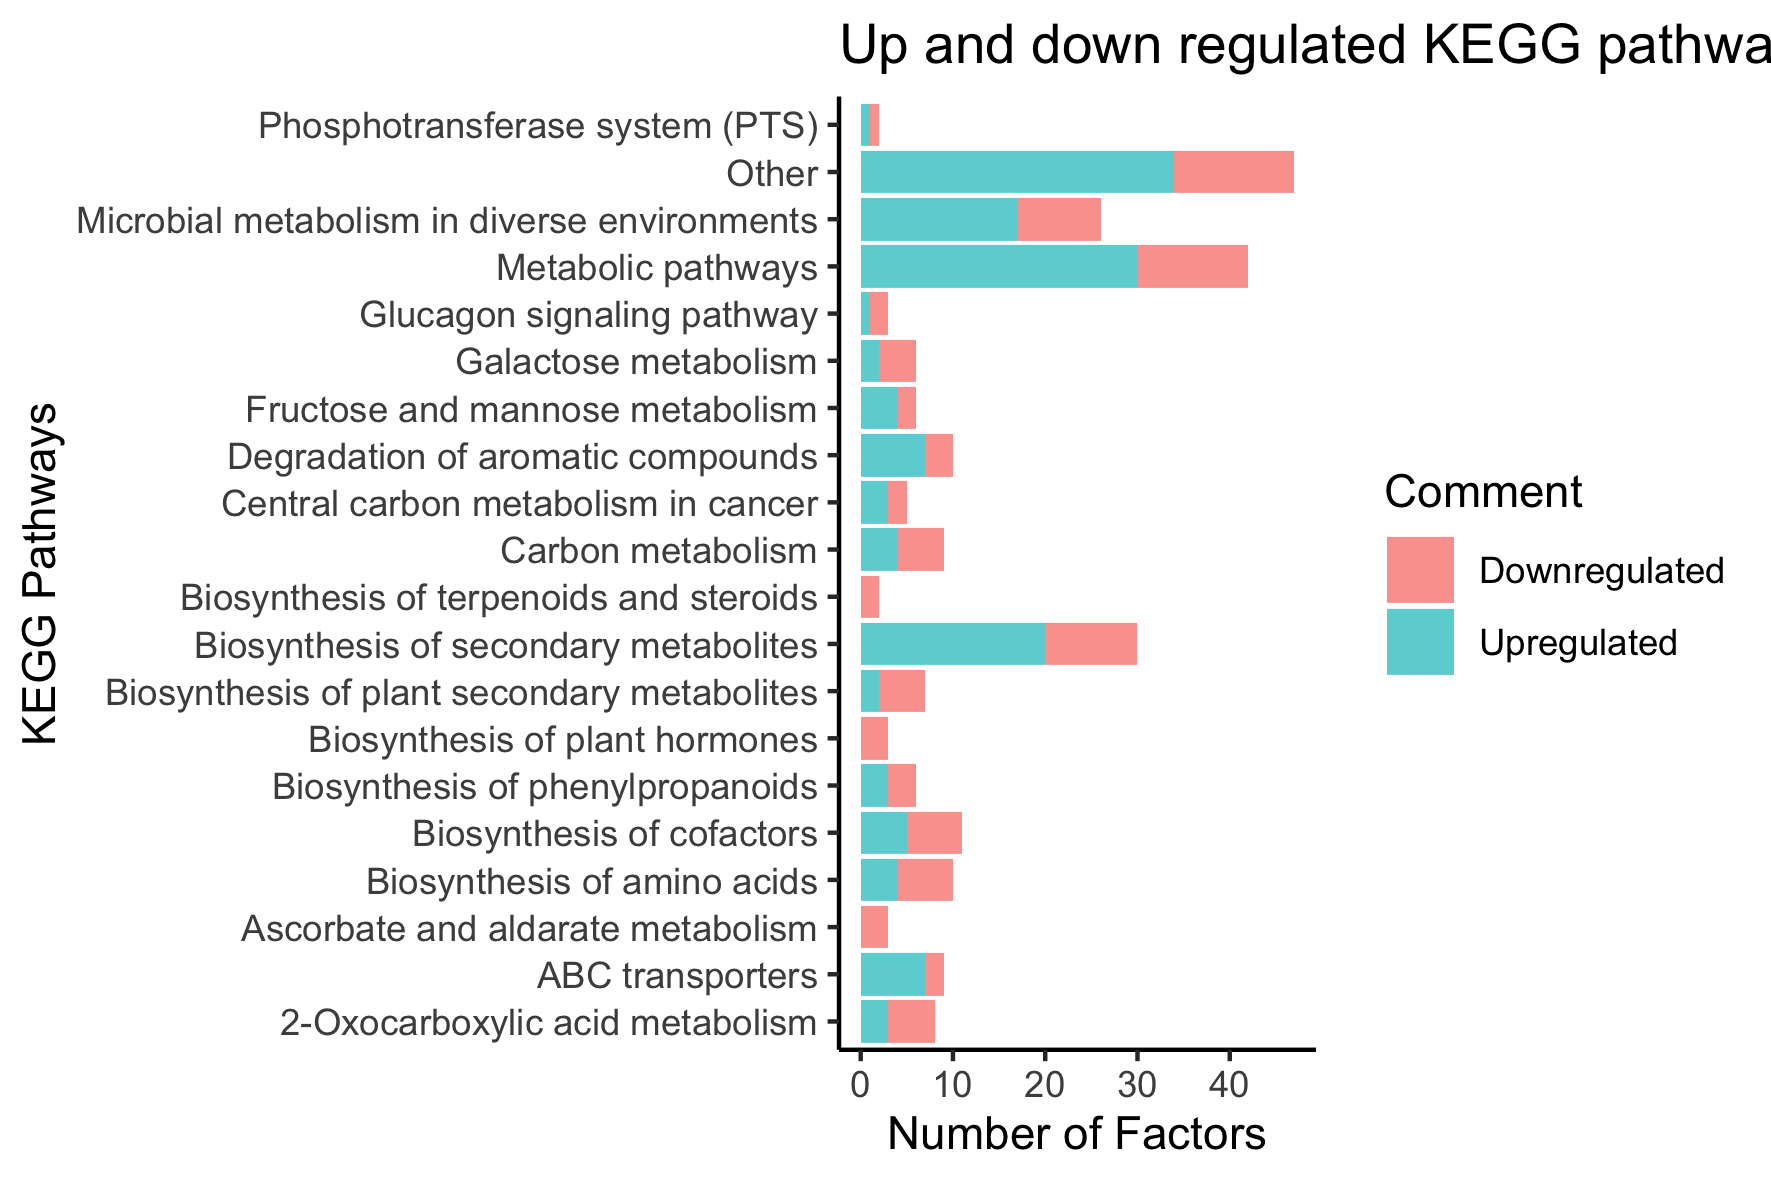 Up and down regulated KEGG pathwa
Phosphotransferase system (PTS)
Other
Microbial metabolism in diverse environments
Metabolic pathways
Glucagon signaling pathway
Galactose metabolism
Fructose and mannose metabolism
Degradation of aromatic compounds
Central carbon metabolism in cancer
Carbon metabolism
Biosynthesis of terpenoids and steroids
Biosynthesis of secondary metabolites
Biosynthesis of plant secondary metabolites
Biosynthesis of plant hormones
Biosynthesis of phenylpropanoids
Biosynthesis of cofactors
Biosynthesis of amino acids
Ascorbate and aldarate metabolism
ABC transporters
2-Oxocarboxylic acid metabolism
KEGG Pathways
0 10 20 30 40
Number of Factors
Comment
Downregulated
Upregulated